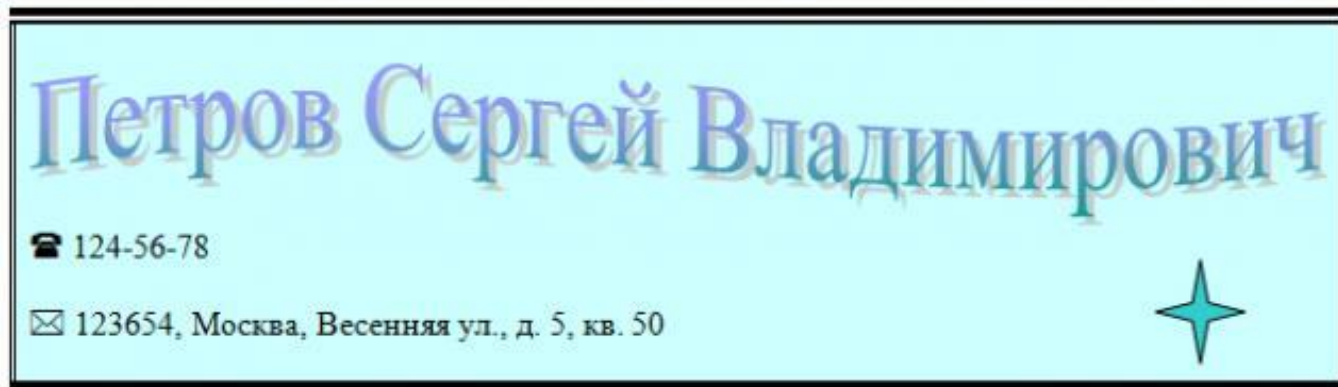 Петров Сергей Владимирович
☎ 124-56-78
✉ 123654, Москва, Весенняя ул., д. 5, кв. 50